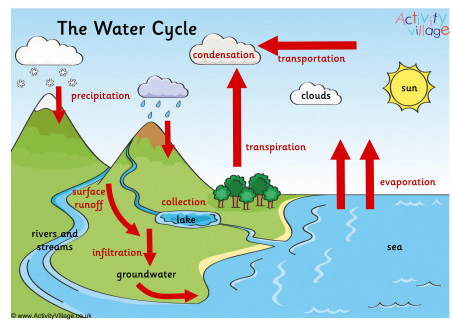 The Water Cycle
Activity
Village
condensation
transportation
precipitation
clouds
sun
transpiration
evaporation
surface
runoff
collection
lake
rivers and
streams
infiltration
groundwater
sea
www.ActivityVillage.co.uk